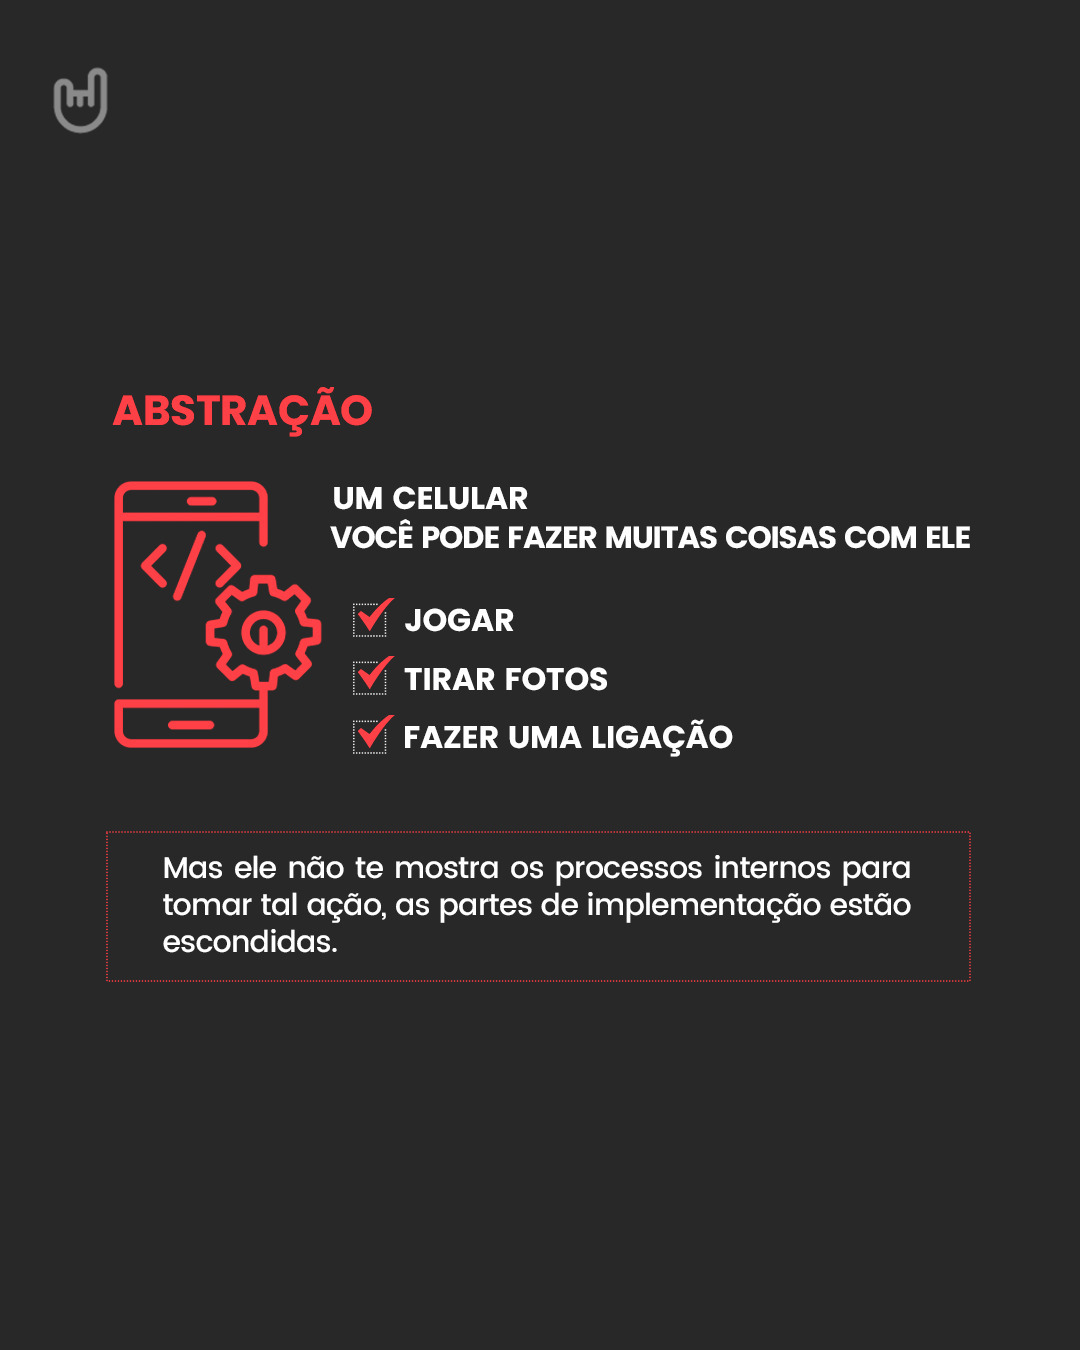 ABSTRAÇÃO
UM CELULAR
VOCÊ PODE FAZER MUITAS COISAS COM ELE
JOGAR
TIRAR FOTOS
FAZER UMA LIGAÇÃO
Mas ele não te mostra os processos internos para
tomar tal ação, as partes de implementação estão
escondidas.